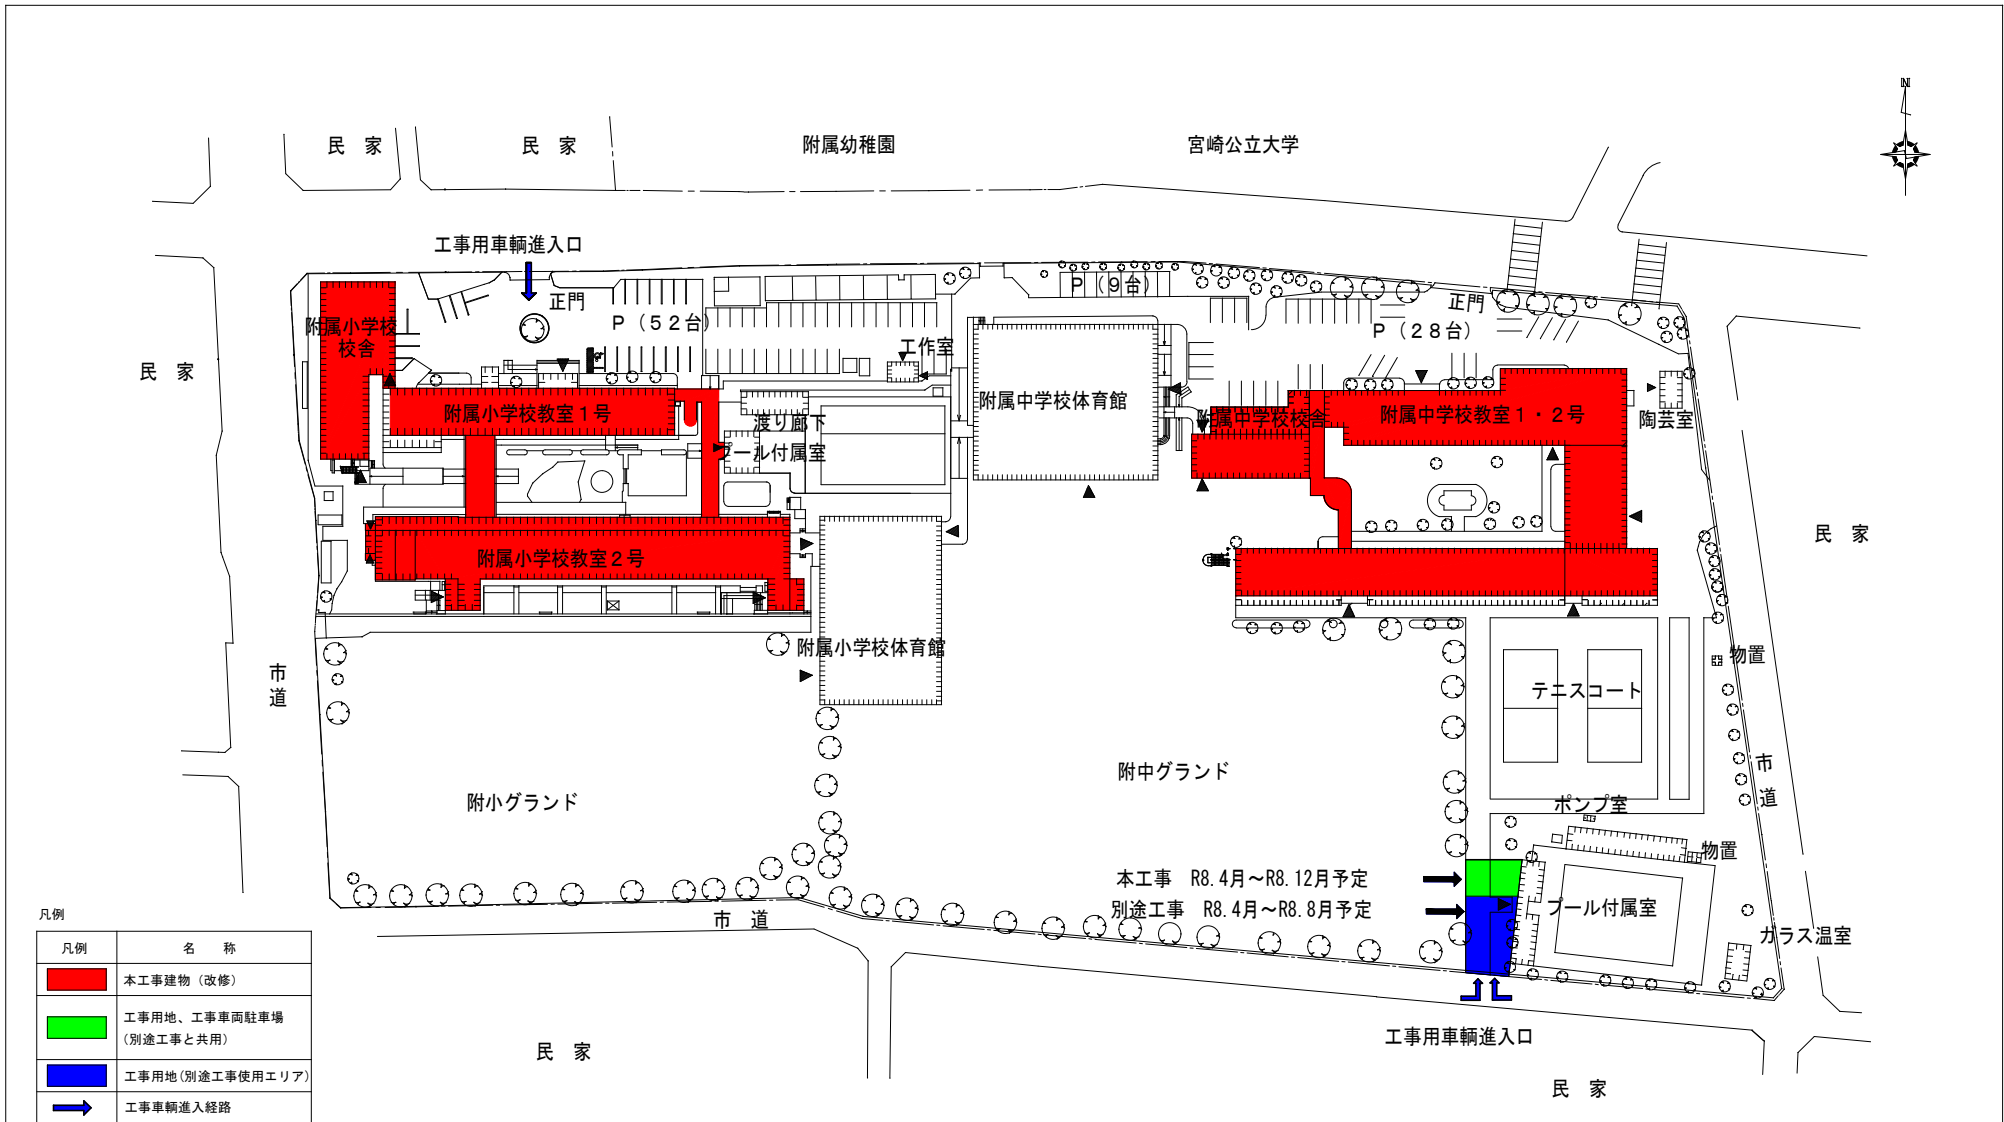 N
民　家
民　家
附属幼稚園
宮崎公立大学
工事用車輌進入口
正門
P（52台）
P（9台）
正門
P（28台）
附属小学校
校舎
工作室
民　家
附属小学校教室1号
渡り廊下
プール付属室
附属中学校体育館
附属中学校校舎
附属中学校教室1・2号
陶芸室
民　家
附属小学校教室2号
附属小学校体育館
物置
市
道
テニスコート
市
道
附中グランド
附小グランド
ポンプ室
物置
本工事　R8.4月～R8.12月予定
別途工事　R8.4月～R8.8月予定
プール付属室
市　道
ガラス温室
工事用車輌進入口
民　家
民　家
凡例
凡例　名　称
本工事建物（改修）
工事用地、工事車両駐車場
(別途工事と共用)
工事用地(別途工事使用エリア)
工事車輌進入経路